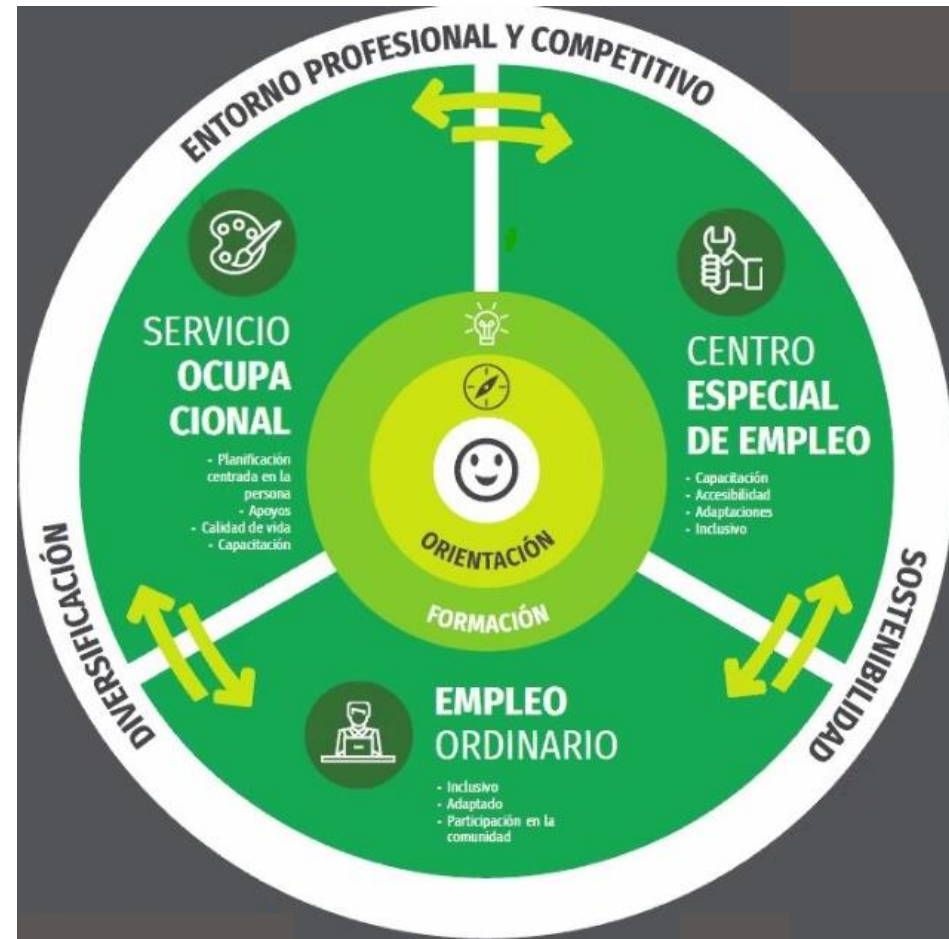 ENTORNO PROFESIONAL Y COMPETITIVO
SERVICIO
OCUPA
CIONAL
- Planificación
centrada en la
persona
- Apoyos
- Calidad de vida
- Capacitación
CENTRO
ESPECIAL
DE EMPLEO
- Capacitación
- Accesibilidad
- Adaptaciones
- Inclusivo
ORIENTACIÓN
FORMACIÓN
DIVERSIFICACIÓN
SOSTENIBILIDAD
EMPLEO
ORDINARIO
- Inclusivo
- Adaptado
- Participación en la
comunidad